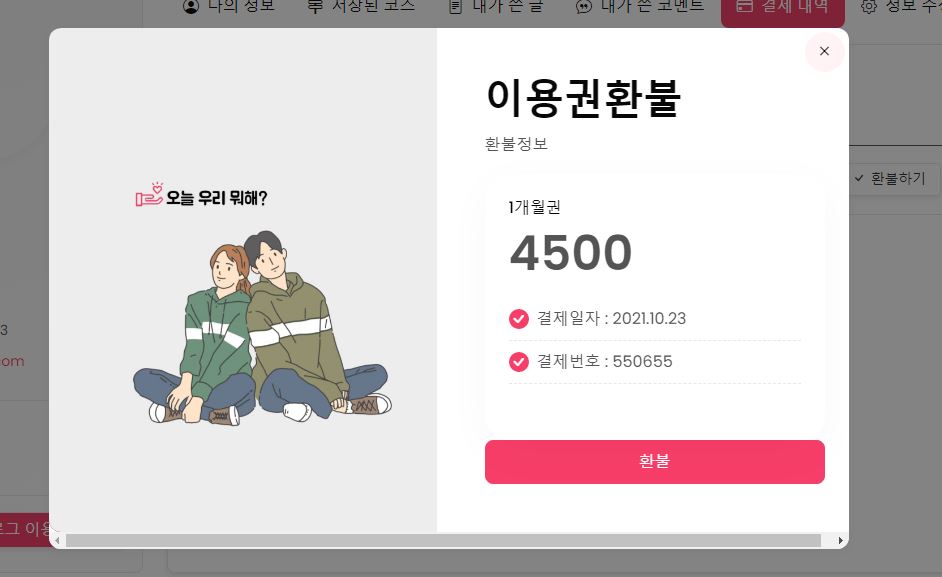 나의 정보
저장된 코스
내가 쓴 글
내가 쓴 코멘트
결제 내역
정보 수
이용권환불
환불정보
환불하기
오늘 우리 뭐해?
1개월권
4500
결제일자 : 2021.10.23
결제번호 : 550655
3
om
환불
로그 이용